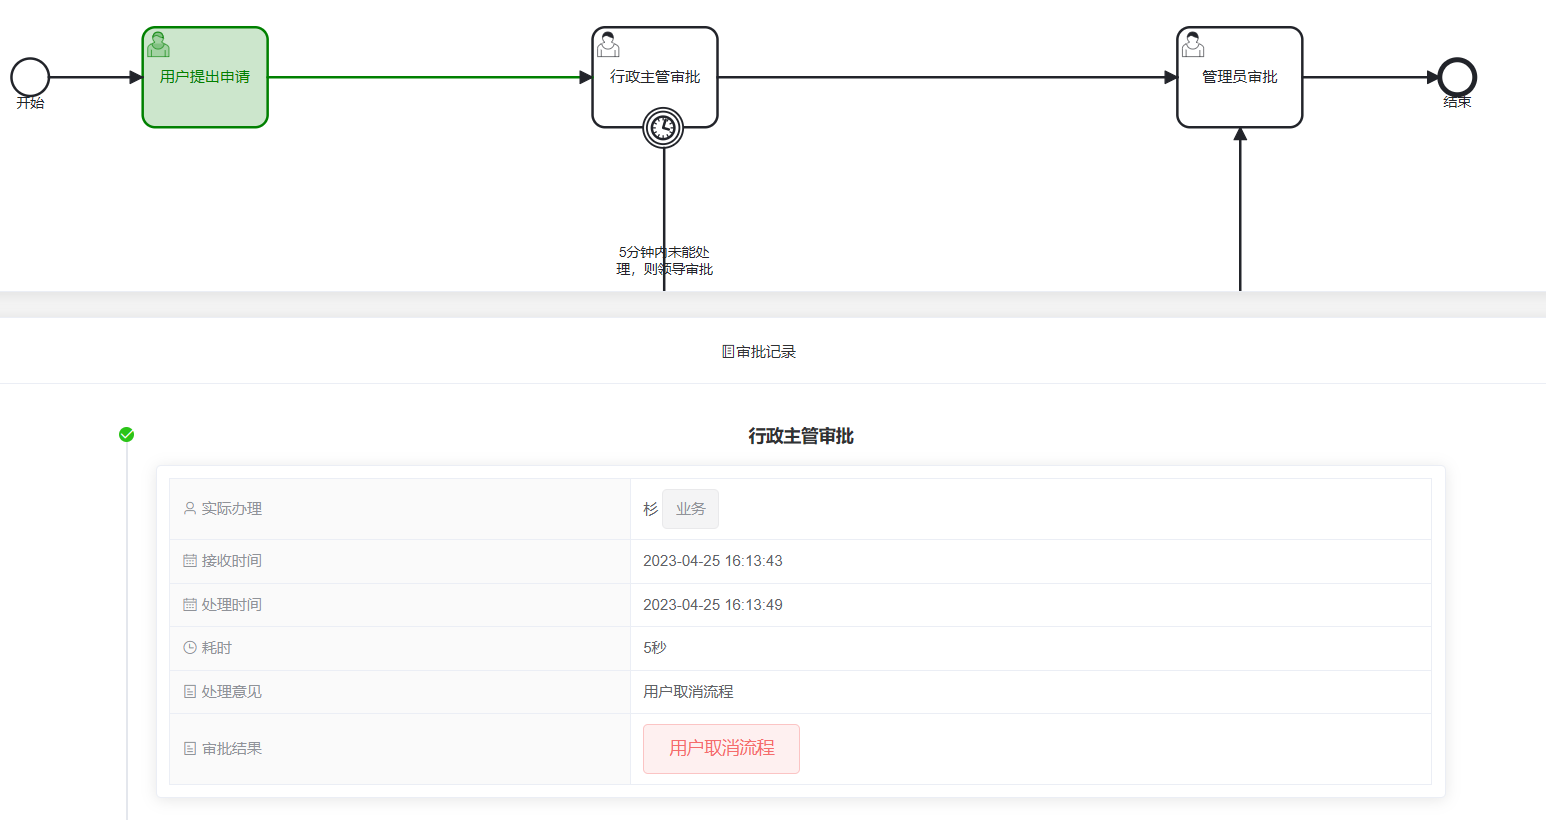 用户提出申请
行政主管审批
管理员审批
开始
结束
5分钟内未能处
理，则领导审批
审批记录
行政主管审批
实际办理
杉 业务
接收时间
2023-04-25 16:13:43
处理时间
2023-04-25 16:13:49
耗时
5秒
处理意见
用户取消流程
审批结果
用户取消流程